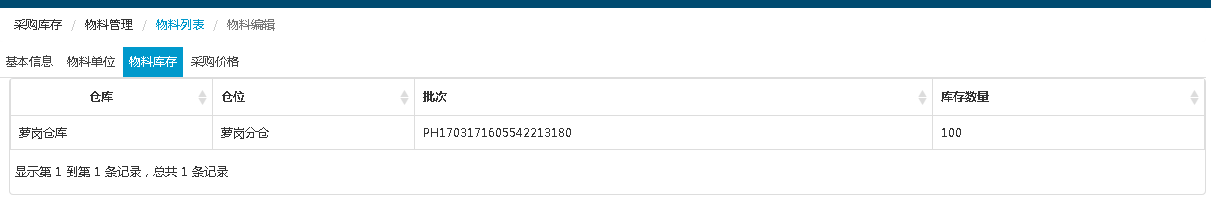 采购库存 / 物料管理 / 物料列表 / 物料编辑
基本信息 物料单位 物料库存 采购价格
仓库 仓位 批次 库存数量
萝岗仓库 萝岗分仓 PH1703171605542213180 100
显示第 1 到第 1 条记录，总共 1 条记录